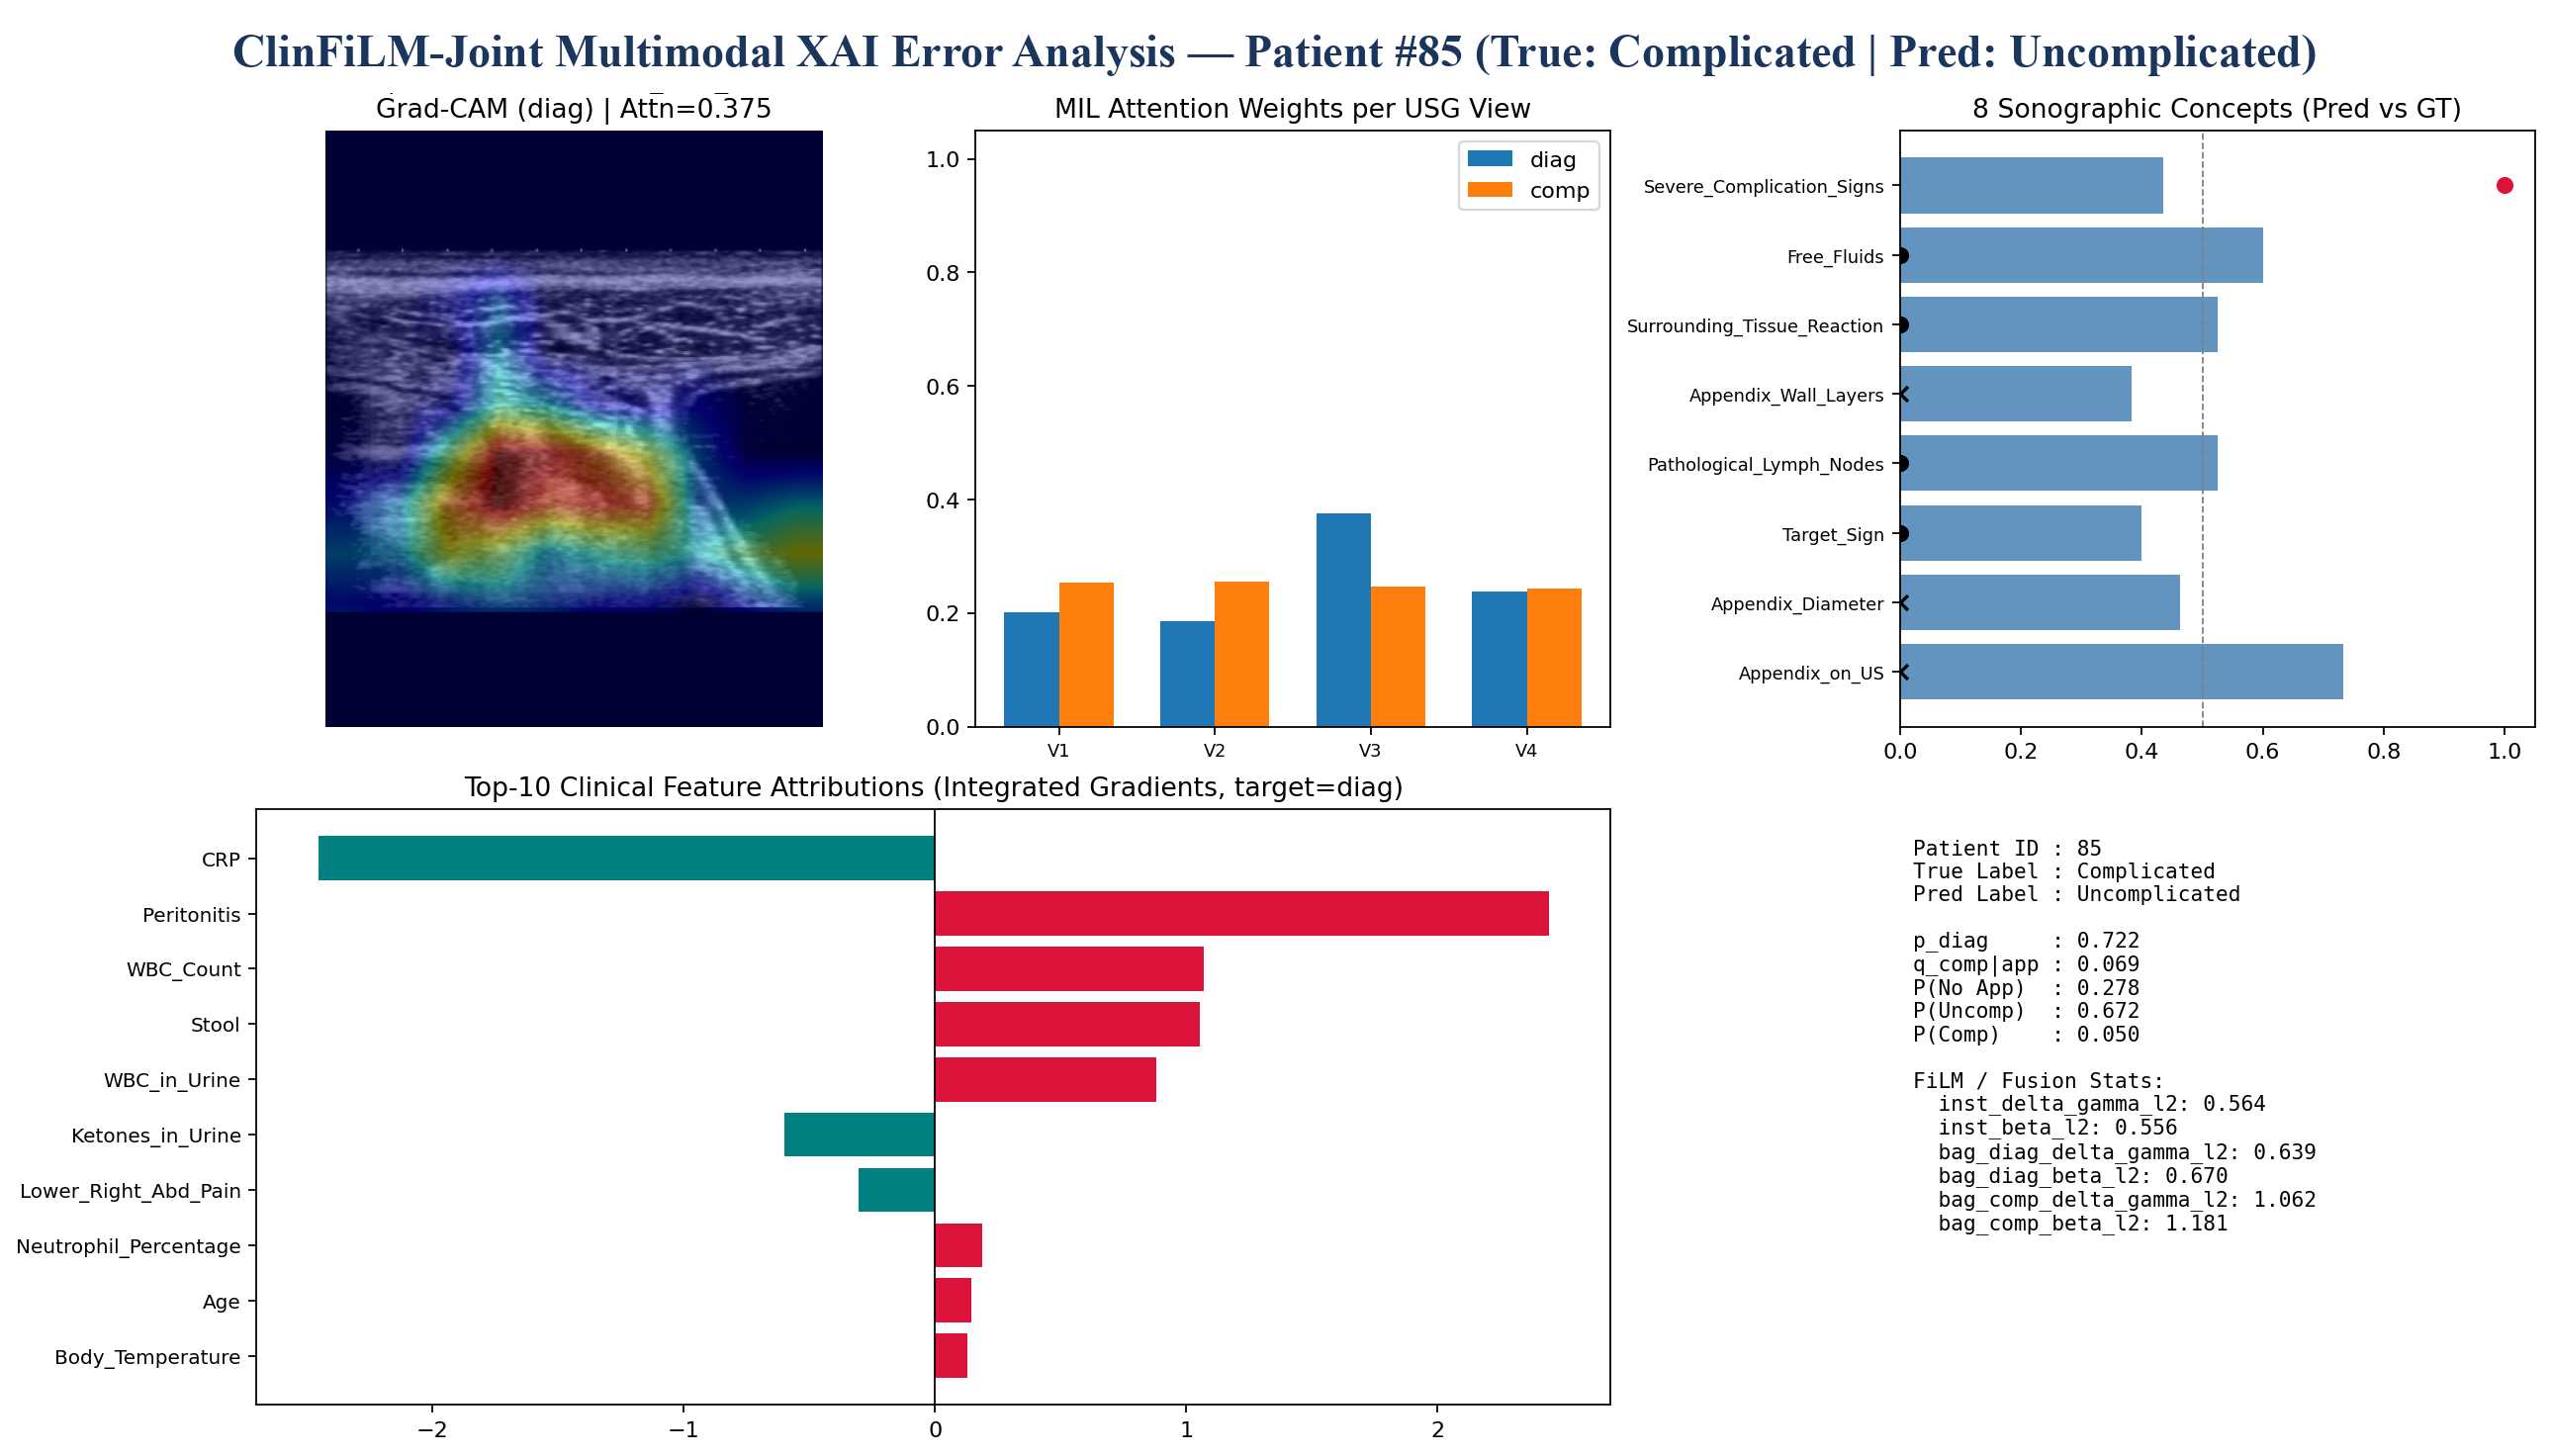 ClinFiLM-Joint Multimodal XAI Error Analysis — Patient #85 (True: Complicated | Pred: Uncomplicated)
Grad-CAM (diag) | Attn=0.375
MIL Attention Weights per USG View
1.0
0.8
0.6
0.4
0.2
0.0
diag
comp
V1
V2
V3
V4
8 Sonographic Concepts (Pred vs GT)
Severe_Complication_Signs
Free_Fluids
Surrounding_Tissue_Reaction
Appendix_Wall_Layers
Pathological_Lymph_Nodes
Target_Sign
Appendix_Diameter
Appendix_on_US
0.0
0.2
0.4
0.6
0.8
1.0
Top-10 Clinical Feature Attributions (Integrated Gradients, target=diag)
CRP
Peritonitis
WBC_Count
Stool
WBC_in_Urine
Ketones_in_Urine
Lower_Right_Abd_Pain
Neutrophil_Percentage
Age
Body_Temperature
−2
−1
0
1
2
Patient ID : 85
True Label : Complicated
Pred Label : Uncomplicated
p_diag : 0.722
q_comp|app : 0.069
P(No App) : 0.278
P(Uncomp) : 0.672
P(Comp) : 0.050
FiLM / Fusion Stats:
inst_delta_gamma_l2: 0.564
inst_beta_l2: 0.556
bag_diag_delta_gamma_l2: 0.639
bag_diag_beta_l2: 0.670
bag_comp_delta_gamma_l2: 1.062
bag_comp_beta_l2: 1.181